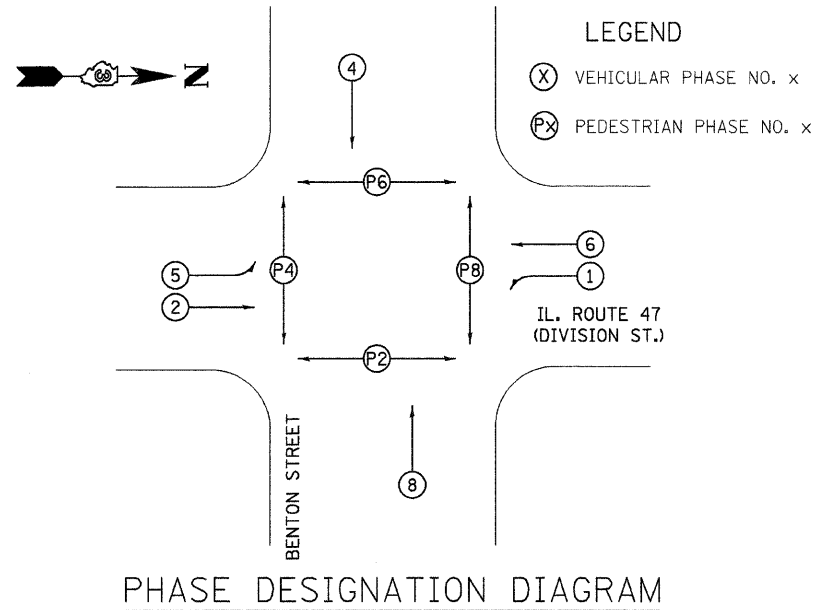 LEGEND
X VEHICULAR PHASE NO. x
Px PEDESTRIAN PHASE NO. x
N
4
P6
6
5
P4
P8
1
2
IL. ROUTE 47
(DIVISION ST.)
P2
BENTON STREET
8
PHASE DESIGNATION DIAGRAM